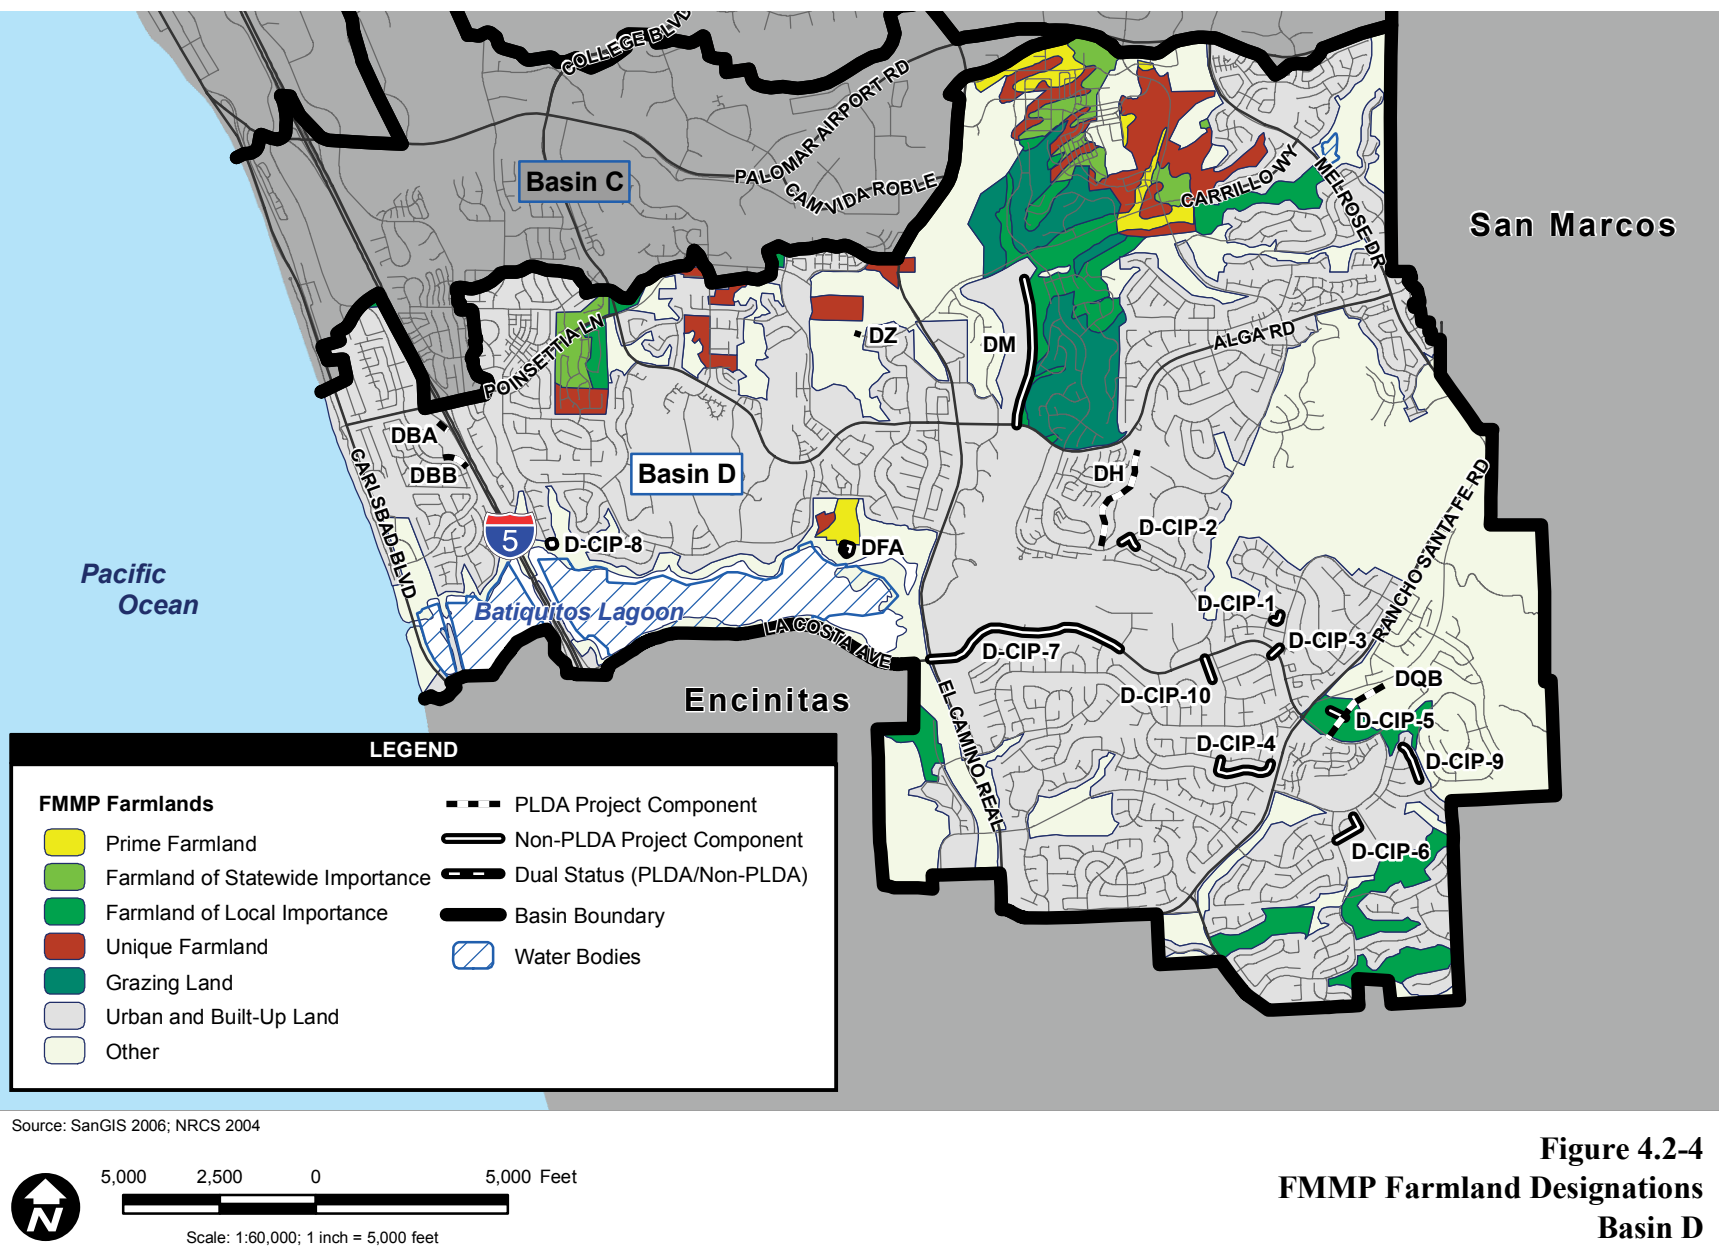 COLLEGE BLVD
PALOMAR AIRPORT RD
Basin C
CAM VIDA ROBLE
CARRILLO WY
MELROSE DR
San Marcos
POINSETTIA LN
DZ
DM
ALGA RD
DBA
DBB
CARLSBAD BLVD
Basin D
DH
RANCHO SANTA FE RD
5
D-CIP-8
DFA
D-CIP-2
Pacific
Ocean
Batiquitos Lagoon
LA COSTA AVE
D-CIP-1
D-CIP-3
D-CIP-7
D-CIP-10
DQB
Encinitas
EL CAMINO REAL
D-CIP-5
D-CIP-4
D-CIP-9
D-CIP-6
LEGEND
FMMP Farmlands
Prime Farmland
Farmland of Statewide Importance
Farmland of Local Importance
Unique Farmland
Grazing Land
Urban and Built-Up Land
Other
PLDA Project Component
Non-PLDA Project Component
Dual Status (PLDA/Non-PLDA)
Basin Boundary
Water Bodies
Source: SanGIS 2006; NRCS 2004
N
5,000 2,500 0 5,000 Feet
Scale: 1:60,000; 1 inch = 5,000 feet
Figure 4.2-4
FMMP Farmland Designations
Basin D